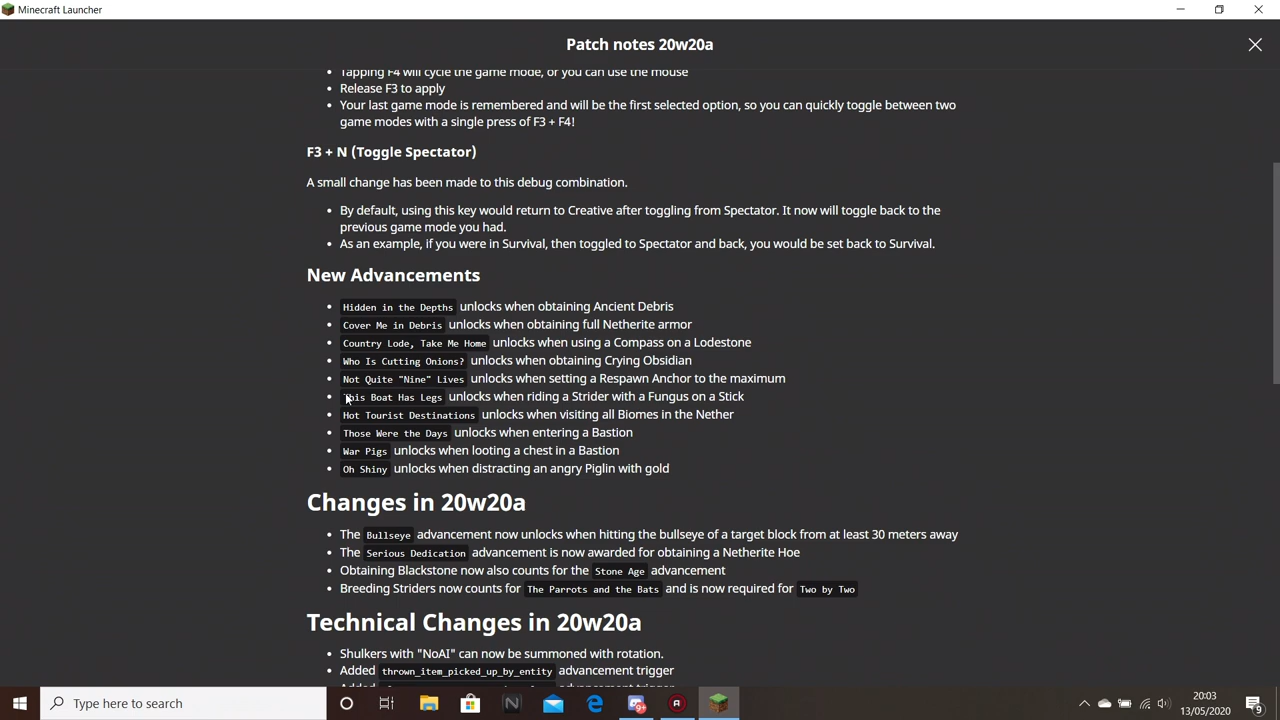 Minecraft Launcher
Patch notes 20w20a
Tapping F4 will cycle the game mode, or you can use the mouse
Release F3 to apply
Your last game mode is remembered and will be the first selected option, so you can quickly toggle between two
game modes with a single press of F3 + F4!
F3 + N (Toggle Spectator)
A small change has been made to this debug combination.
By default, using this key would return to Creative after toggling from Spectator. It now will toggle back to the
previous game mode you had.
As an example, if you were in Survival, then toggled to Spectator and back, you would be set back to Survival.
New Advancements
Hidden in the Depths unlocks when obtaining Ancient Debris
Cover Me in Debris unlocks when obtaining full Netherite armor
Country Lode, Take Me Home unlocks when using a Compass on a Lodestone
Who Is Cutting Onions? unlocks when obtaining Crying Obsidian
Not Quite "Nine" Lives unlocks when setting a Respawn Anchor to the maximum
This Boat Has Legs unlocks when riding a Strider with a Fungus on a Stick
Hot Tourist Destinations unlocks when visiting all Biomes in the Nether
Those Were the Days unlocks when entering a Bastion
War Pigs unlocks when looting a chest in a Bastion
Oh Shiny unlocks when distracting an angry Piglin with gold
Changes in 20w20a
The Bullseye advancement now unlocks when hitting the bullseye of a target block from at least 30 meters away
The Serious Dedication advancement is now awarded for obtaining a Netherite Hoe
Obtaining Blackstone now also counts for the Stone Age advancement
Breeding Striders now counts for The Parrots and the Bats and is now required for Two by Two
Technical Changes in 20w20a
Shulkers with "NoAI" can now be summoned with rotation.
Added thrown_item_picked_up_by_entity advancement trigger
Type here to search
20:03
13/05/2020